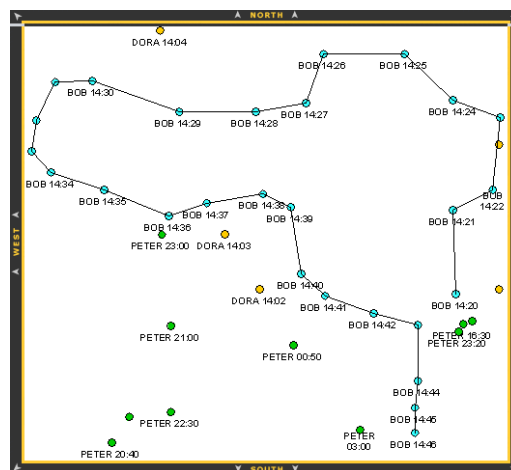 NORTH
DORA 14:04
BOB 14:26
BOB 14:25
BOB 14:30
BOB 14:24
BOB 14:27
BOB 14:29
BOB 14:28
BOB 14:34
BOB 14:35
BOB
14:22
BOB 14:38
BOB 14:37
BOB 14:39
BOB 14:21
BOB 14:36
WEST
PETER 23:00
DORA 14:03
BOB 14:40
DORA 14:02
BOB 14:41
BOB 14:20
BOB 14:42
PETER 21:00
PETER 16:30
PETER 23:20
PETER 00:50
BOB 14:44
PETER 22:30
BOB 14:45
PETER
03:00
BOB 14:46
PETER 20:40
SOUTH